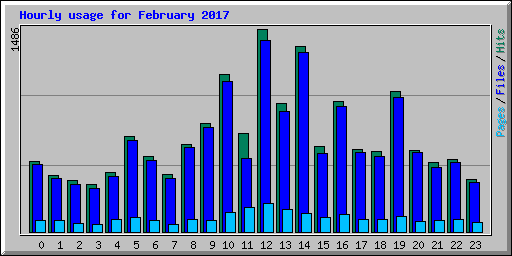 Hourly usage for February 2017
1486
Pages/Files/Hits
0 1 2 3 4 5 6 7 8 9 10 11 12 13 14 15 16 17 18 19 20 21 22 23